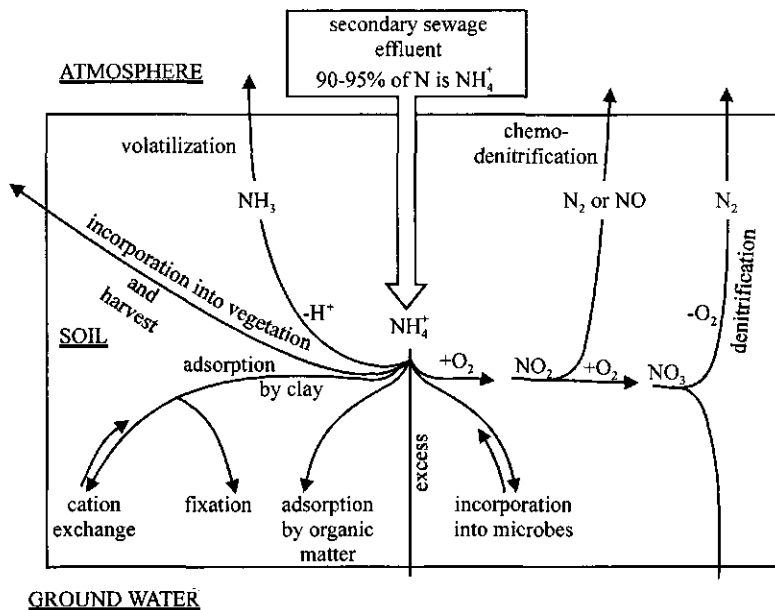 secondary sewage
effluent
90-95% of N is NH₄⁺
ATMOSPHERE
volatilization
chemo-
denitrification
NH₃
N₂ or NO
N₂
incorporation into vegetation
and
harvest
-H⁺
NH₄⁺
-O₂
denitrification
SOIL
adsorption
by clay
+O₂
NO₂
+O₂
NO₃
excess
cation
exchange
fixation
adsorption
by organic
matter
incorporation
into microbes
GROUND WATER